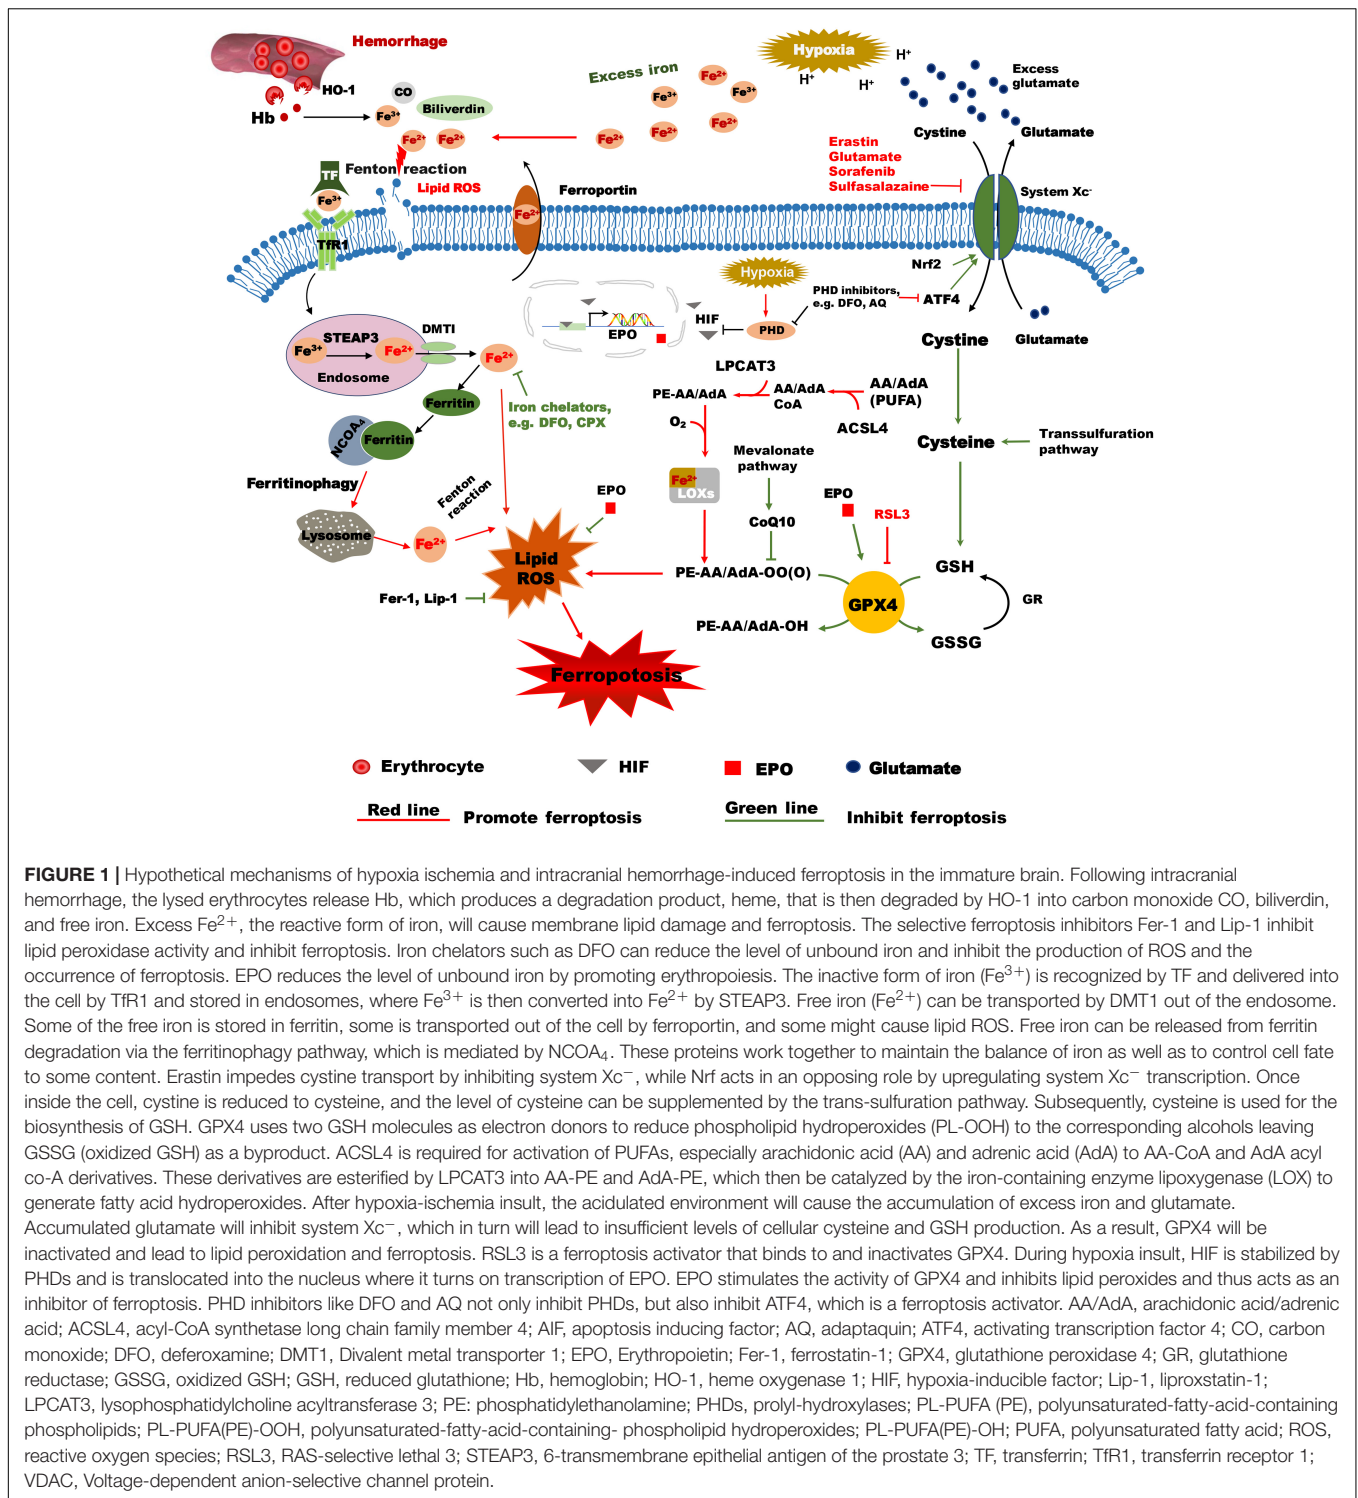 Hemorrhage
Hypoxia
H⁺
H⁺
H⁺
Excess iron
Fe²⁺
Fe³⁺
Fe³⁺
Fe²⁺
Fe²⁺
Fe²⁺
Excess
glutamate
HO-1
CO
Hb
Fe³⁺
Biliverdin
Fe²⁺
Fe²⁺
Cystine
Glutamate
Erastin
Glutamate
Sorafenib
Sulfasalazaine
TF
Fenton reaction
Lipid ROS
Fe³⁺
Ferroportin
System Xc⁻
Fe²⁺
TfR1
Nrf2
Hypoxia
PHD inhibitors,
e.g. DFO, AQ
ATF4
HIF
EPO
PHD
STEAP3
DMTI
Fe³⁺
Fe²⁺
Fe²⁺
Endosome
Cystine
Glutamate
LPCAT3
PE-AA/AdA
AA/AdA
CoA
AA/AdA
(PUFA)
ACSL4
Ferritin
Iron chelators,
e.g. DFO, CPX
O₂
NCOA₄
Ferritin
Cysteine
Transsulfuration
pathway
Mevalonate
pathway
Ferritinophagy
Fenton
reaction
Fe²⁺
LOXs
EPO
EPO
RSL3
CoQ10
Lysosome
Fe²⁺
Lipid
ROS
PE-AA/AdA-OO(O)
GSH
Fer-1, Lip-1
GPX4
GR
PE-AA/AdA-OH
GSSG
Ferropotosis
Erythrocyte
HIF
EPO
Glutamate
Red line
Promote ferroptosis
Green line
Inhibit ferroptosis
FIGURE 1 | Hypothetical mechanisms of hypoxia ischemia and intracranial hemorrhage-induced ferroptosis in the immature brain. Following intracranial
hemorrhage, the lysed erythrocytes release Hb, which produces a degradation product, heme, that is then degraded by HO-1 into carbon monoxide CO, biliverdin,
and free iron. Excess Fe²⁺, the reactive form of iron, will cause membrane lipid damage and ferroptosis. The selective ferroptosis inhibitors Fer-1 and Lip-1 inhibit
lipid peroxidase activity and inhibit ferroptosis. Iron chelators such as DFO can reduce the level of unbound iron and inhibit the production of ROS and the
occurrence of ferroptosis. EPO reduces the level of unbound iron by promoting erythropoiesis. The inactive form of iron (Fe³⁺) is recognized by TF and delivered into
the cell by TfR1 and stored in endosomes, where Fe³⁺ is then converted into Fe²⁺ by STEAP3. Free iron (Fe²⁺) can be transported by DMT1 out of the endosome.
Some of the free iron is stored in ferritin, some is transported out of the cell by ferroportin, and some might cause lipid ROS. Free iron can be released from ferritin
degradation via the ferritinophagy pathway, which is mediated by NCOA₄. These proteins work together to maintain the balance of iron as well as to control cell fate
to some content. Erastin impedes cystine transport by inhibiting system Xc⁻, while Nrf acts in an opposing role by upregulating system Xc⁻ transcription. Once
inside the cell, cystine is reduced to cysteine, and the level of cysteine can be supplemented by the trans-sulfuration pathway. Subsequently, cysteine is used for the
biosynthesis of GSH. GPX4 uses two GSH molecules as electron donors to reduce phospholipid hydroperoxides (PL-OOH) to the corresponding alcohols leaving
GSSG (oxidized GSH) as a byproduct. ACSL4 is required for activation of PUFAs, especially arachidonic acid (AA) and adrenic acid (AdA) to AA-CoA and AdA acyl
co-A derivatives. These derivatives are esterified by LPCAT3 into AA-PE and AdA-PE, which then be catalyzed by the iron-containing enzyme lipoxygenase (LOX) to
generate fatty acid hydroperoxides. After hypoxia-ischemia insult, the acidulated environment will cause the accumulation of excess iron and glutamate.
Accumulated glutamate will inhibit system Xc⁻, which in turn will lead to insufficient levels of cellular cysteine and GSH production. As a result, GPX4 will be
inactivated and lead to lipid peroxidation and ferroptosis. RSL3 is a ferroptosis activator that binds to and inactivates GPX4. During hypoxia insult, HIF is stabilized by
PHDs and is translocated into the nucleus where it turns on transcription of EPO. EPO stimulates the activity of GPX4 and inhibits lipid peroxides and thus acts as an
inhibitor of ferroptosis. PHD inhibitors like DFO and AQ not only inhibit PHDs, but also inhibit ATF4, which is a ferroptosis activator. AA/AdA, arachidonic acid/adrenic
acid; ACSL4, acyl-CoA synthetase long chain family member 4; AIF, apoptosis inducing factor; AQ, adaptaquin; ATF4, activating transcription factor 4; CO, carbon
monoxide; DFO, deferoxamine; DMT1, Divalent metal transporter 1; EPO, Erythropoietin; Fer-1, ferrostatin-1; GPX4, glutathione peroxidase 4; GR, glutathione
reductase; GSSG, oxidized GSH; GSH, reduced glutathione; Hb, hemoglobin; HO-1, heme oxygenase 1; HIF, hypoxia-inducible factor; Lip-1, liproxstatin-1;
LPCAT3, lysophosphatidylcholine acyltransferase 3; PE: phosphatidylethanolamine; PHDs, prolyl-hydroxylases; PL-PUFA (PE), polyunsaturated-fatty-acid-containing
phospholipids; PL-PUFA(PE)-OOH, polyunsaturated-fatty-acid-containing- phospholipid hydroperoxides; PL-PUFA(PE)-OH; PUFA, polyunsaturated fatty acid; ROS,
reactive oxygen species; RSL3, RAS-selective lethal 3; STEAP3, 6-transmembrane epithelial antigen of the prostate 3; TF, transferrin; TfR1, transferrin receptor 1;
VDAC, Voltage-dependent anion-selective channel protein.